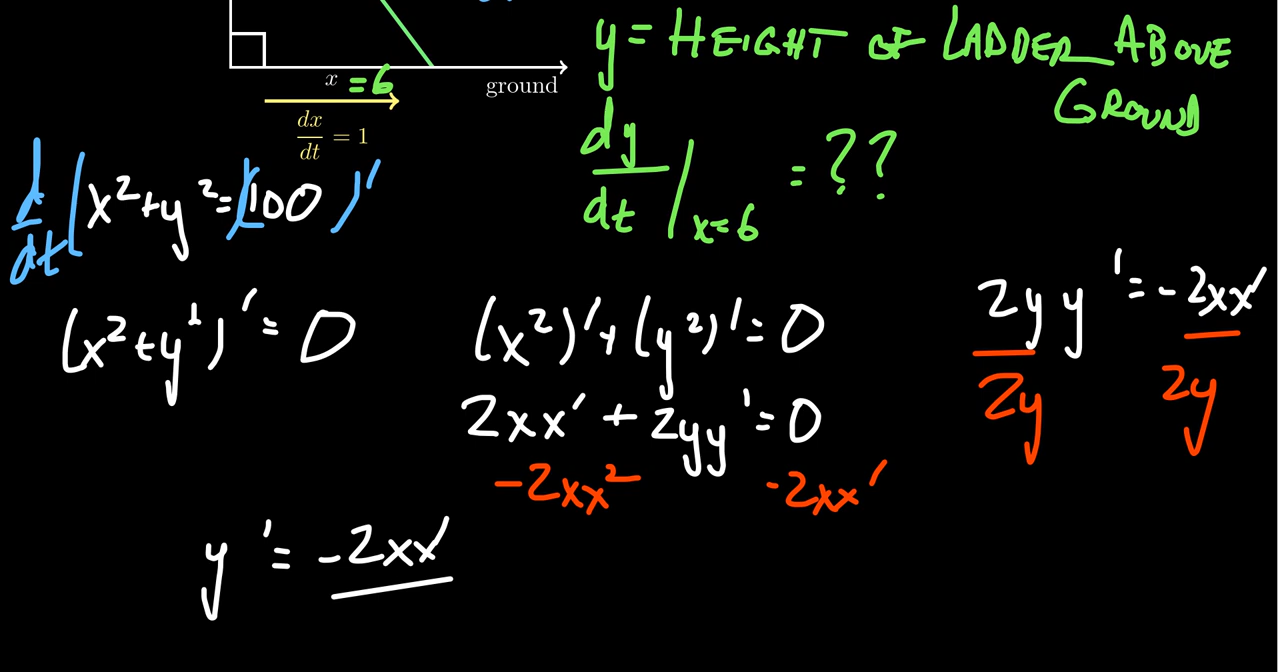 y = HEIGHT OF LADDER ABOVE
GROUND
x = 6
ground
dx/dt = 1
dy/dt | x=6 = ??
d/dt (x²+y²=(100)'
(x²+y²)' = 0
(x²)'+(y²)'=0
2xx' + 2yy' = 0
-2xx² -2xx'
2yy' = -2xx'
2y 2y
y' = -2xx'